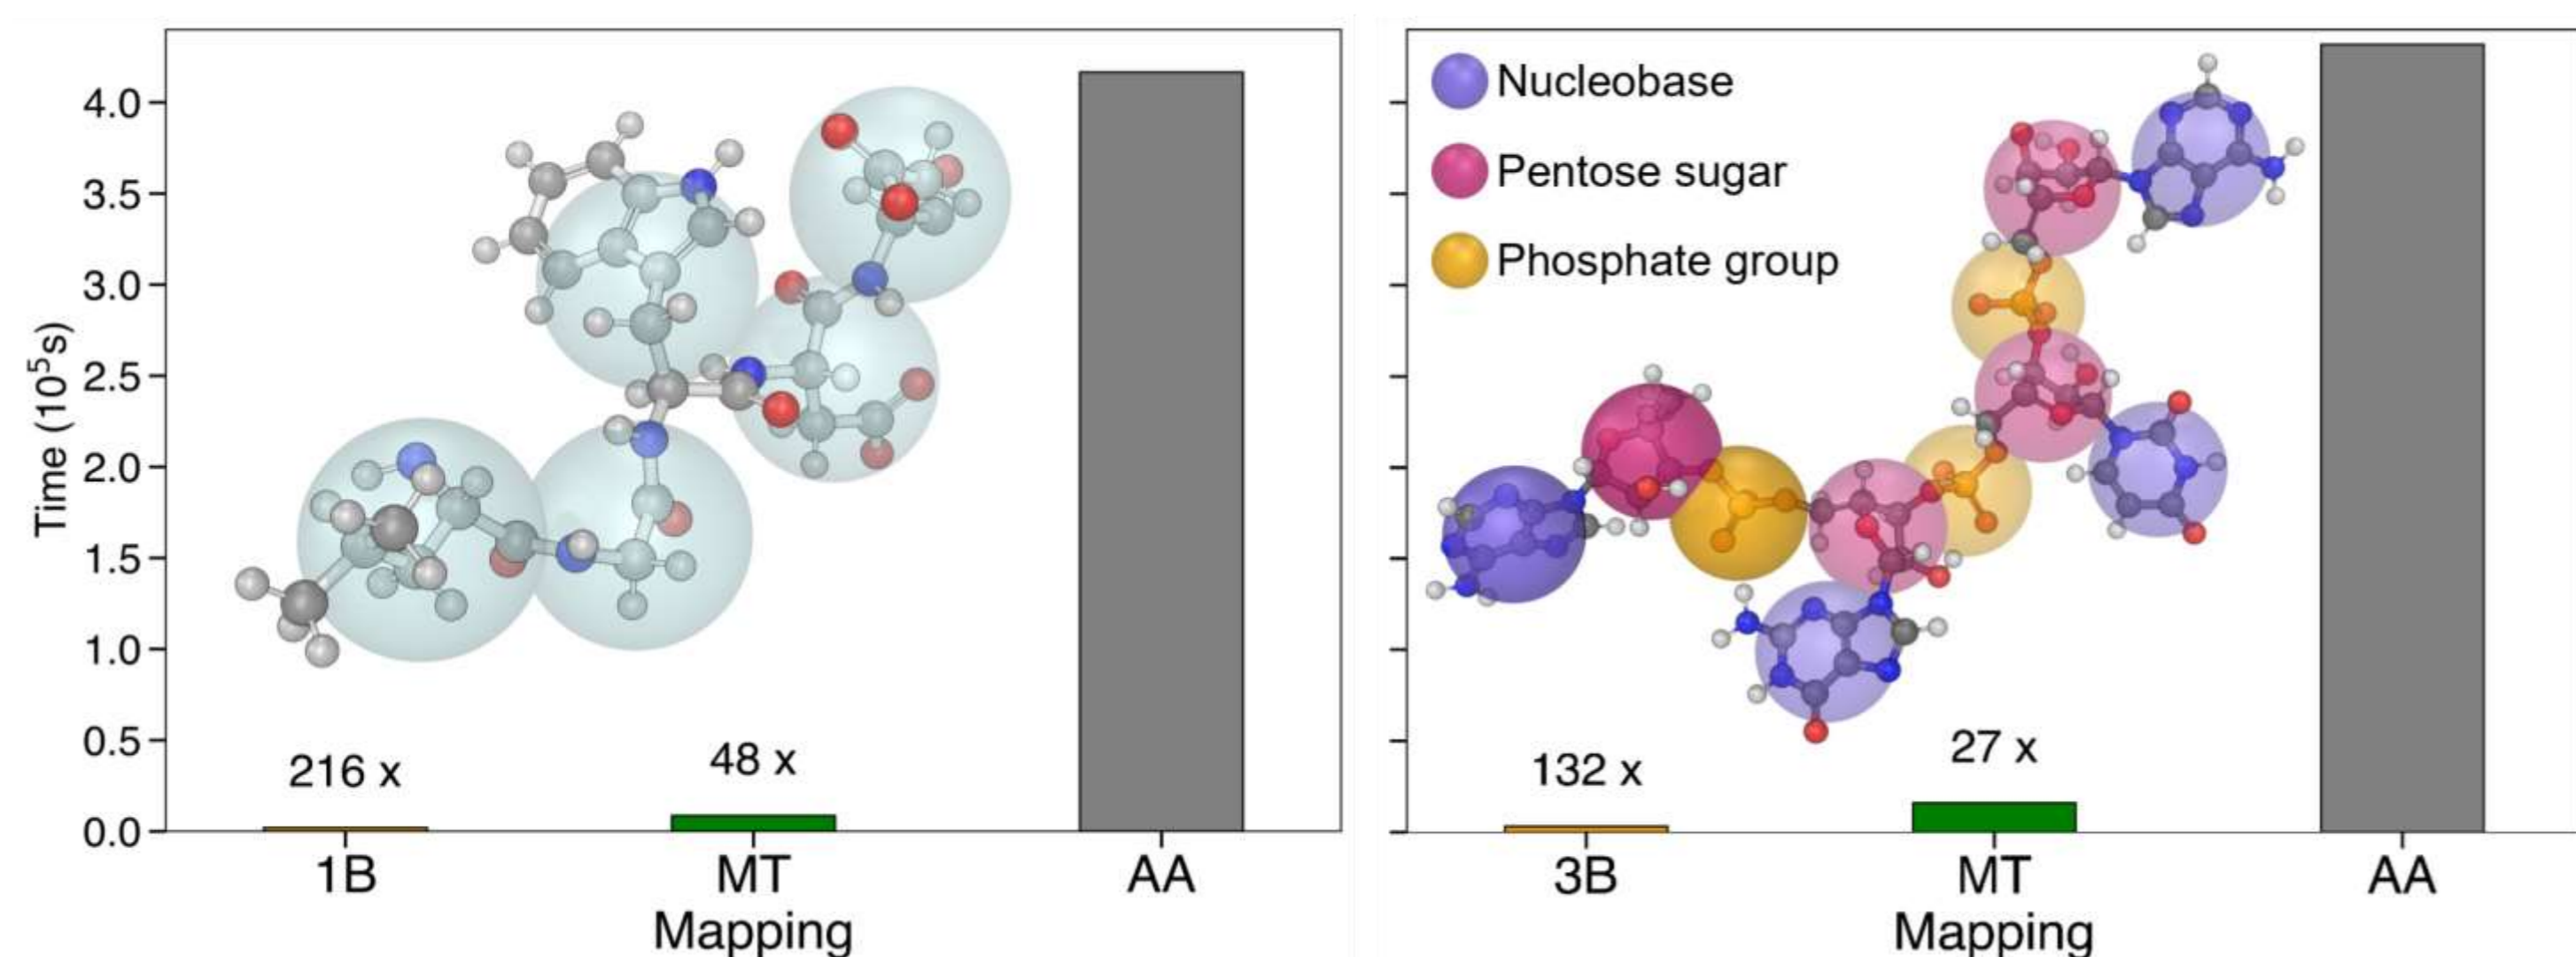 Time (10⁵s)
4.0
3.5
3.0
2.5
2.0
1.5
1.0
0.5
0.0
216 x
48 x
1B
MT
AA
Mapping
Nucleobase
Pentose sugar
Phosphate group
132 x
27 x
3B
MT
AA
Mapping